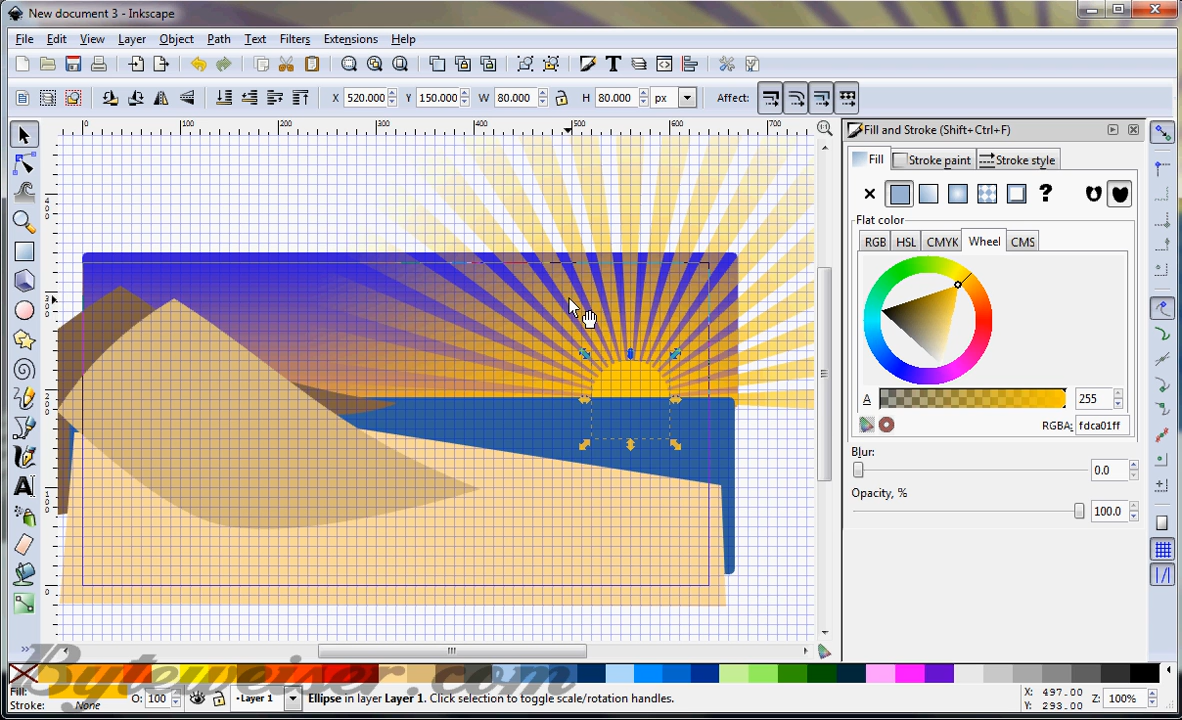 New document 3 - Inkscape
File Edit View Layer Object Path Text Filters Extensions Help
X 520.000 Y 150.000 W 80.000 H 80.000 px Affect:
Fill and Stroke (Shift+Ctrl+F)
Fill Stroke paint Stroke style
Flat color
RGB HSL CMYK Wheel CMS
A 255
RGBA: fdca01ff
Blur:
0.0
Opacity, %
100.0
0 100 200 300 400 500 600 700
Byteweiser.com
Fill:
Stroke: None
O: 100
Layer 1
Ellipse in layer Layer 1. Click selection to toggle scale/rotation handles.
X: 497.00
Y: 293.00
Z: 100%